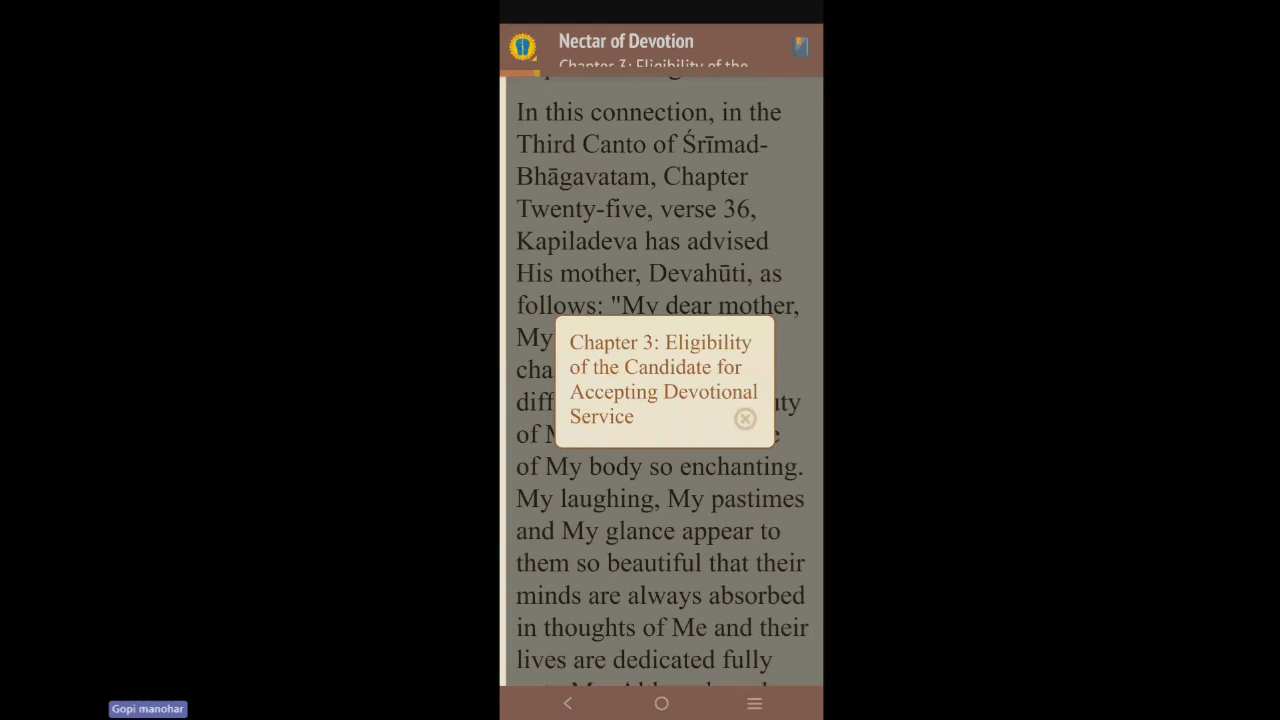 Nectar of Devotion
Chapter 3: Eligibility of the
In this connection, in the
Third Canto of Śrīmad-
Bhāgavatam, Chapter
Twenty-five, verse 36,
Kapiladeva has advised
His mother, Devahūti, as
follows: "My dear mother,
My
Chapter 3: Eligibility
of the Candidate for
Accepting Devotional
Service
of My body so enchanting.
My laughing, My pastimes
and My glance appear to
them so beautiful that their
minds are always absorbed
in thoughts of Me and their
lives are dedicated fully
Gopi manohar